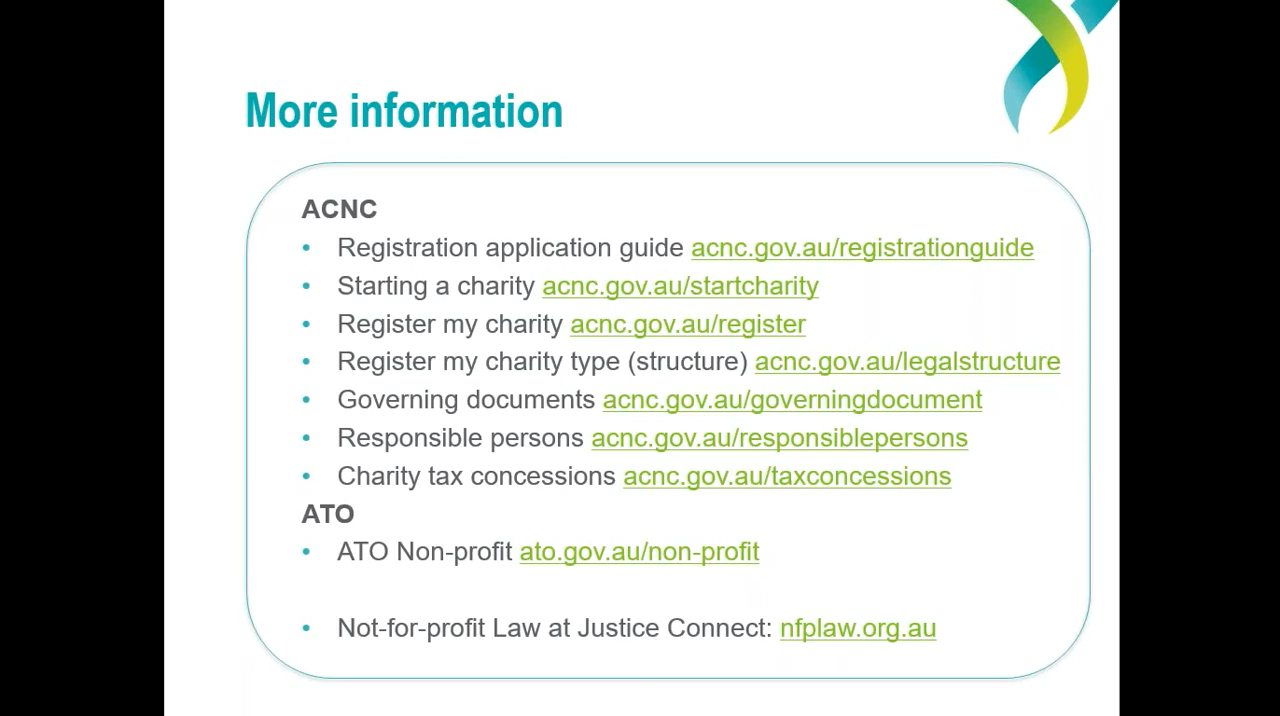 More information
ACNC
• Registration application guide acnc.gov.au/registrationguide
• Starting a charity acnc.gov.au/startcharity
• Register my charity acnc.gov.au/register
• Register my charity type (structure) acnc.gov.au/legalstructure
• Governing documents acnc.gov.au/governingdocument
• Responsible persons acnc.gov.au/responsiblepersons
• Charity tax concessions acnc.gov.au/taxconcessions
ATO
• ATO Non-profit ato.gov.au/non-profit
• Not-for-profit Law at Justice Connect: nfplaw.org.au